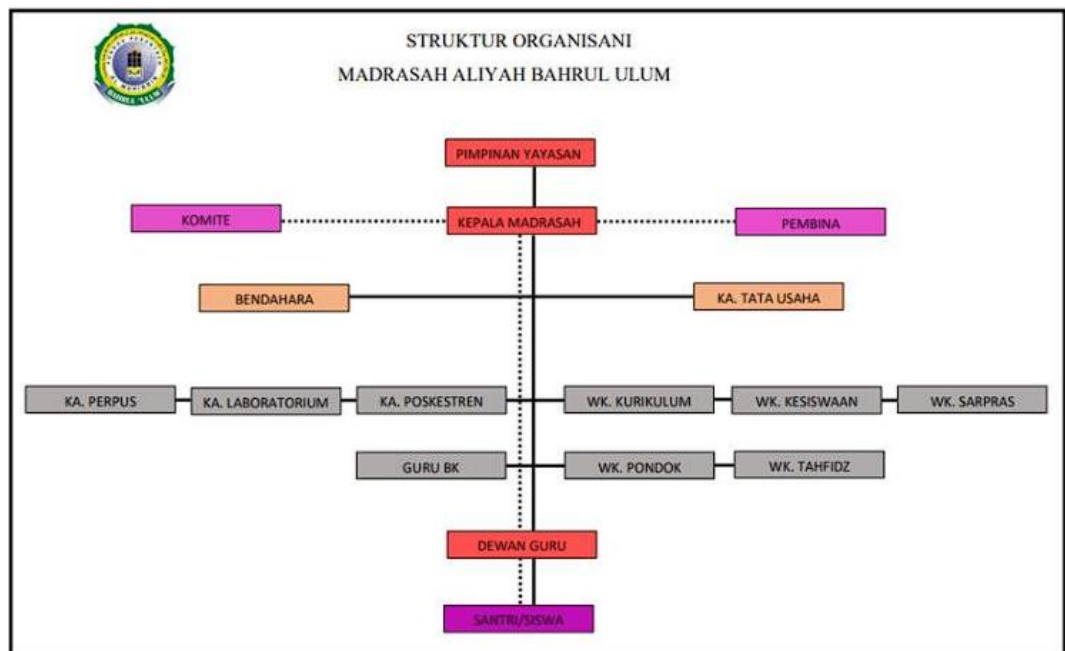 STRUKTUR ORGANISANI
MADRASAH ALIYAH BAHRUL ULUM
BAHRUL 'ULUM
PIMPINAN YAYASAN
KOMITE
KEPALA MADRASAH
PEMBINA
BENDAHARA
KA. TATA USAHA
KA. PERPUS
KA. LABORATORIUM
KA. POSKESTREN
WK. KURIKULUM
WK. KESISWAAN
WK. SARPRAS
GURU BK
WK. PONDOK
WK. TAHFIDZ
DEWAN GURU
SANTRI/SISWA